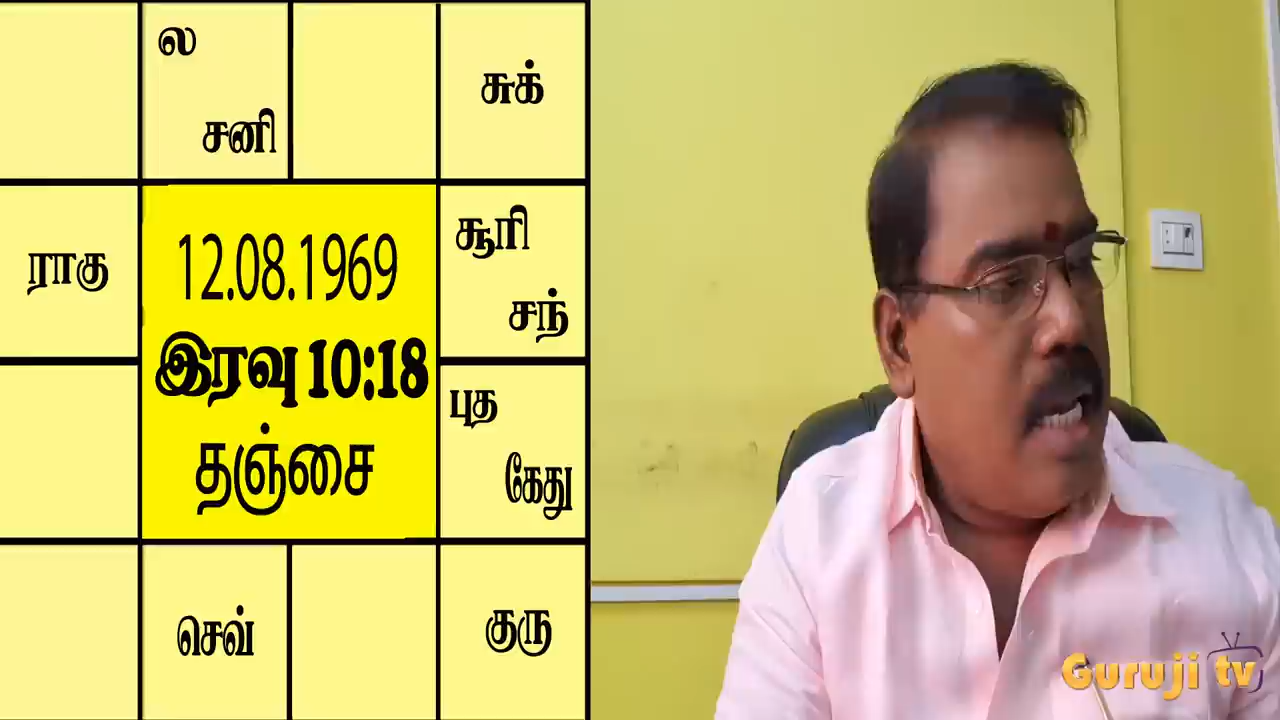 ல
சனி
சுக்
ராகு
12.08.1969
இரவு 10:18
தஞ்சை
சூரி
சந்
புத
கேது
செவ்
குரு
Guruji tv